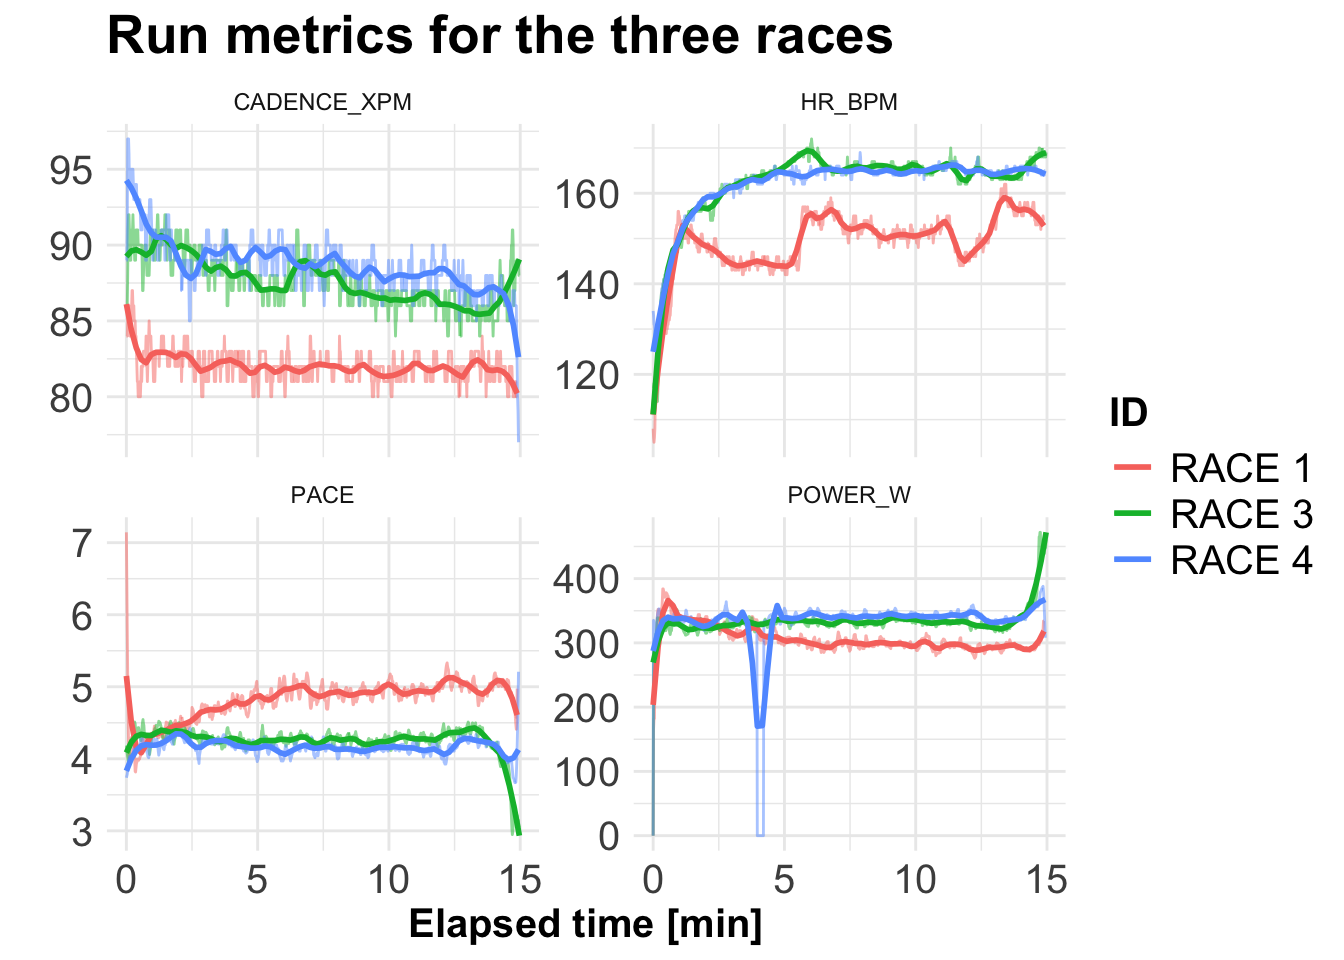 Run metrics for the three races
CADENCE_XPM
HR_BPM
95
90
85
80
160
140
120
PACE
POWER_W
7
6
5
4
3
400
300
200
100
0
0 5 10 15
0 5 10 15
Elapsed time [min]
ID
RACE 1
RACE 3
RACE 4